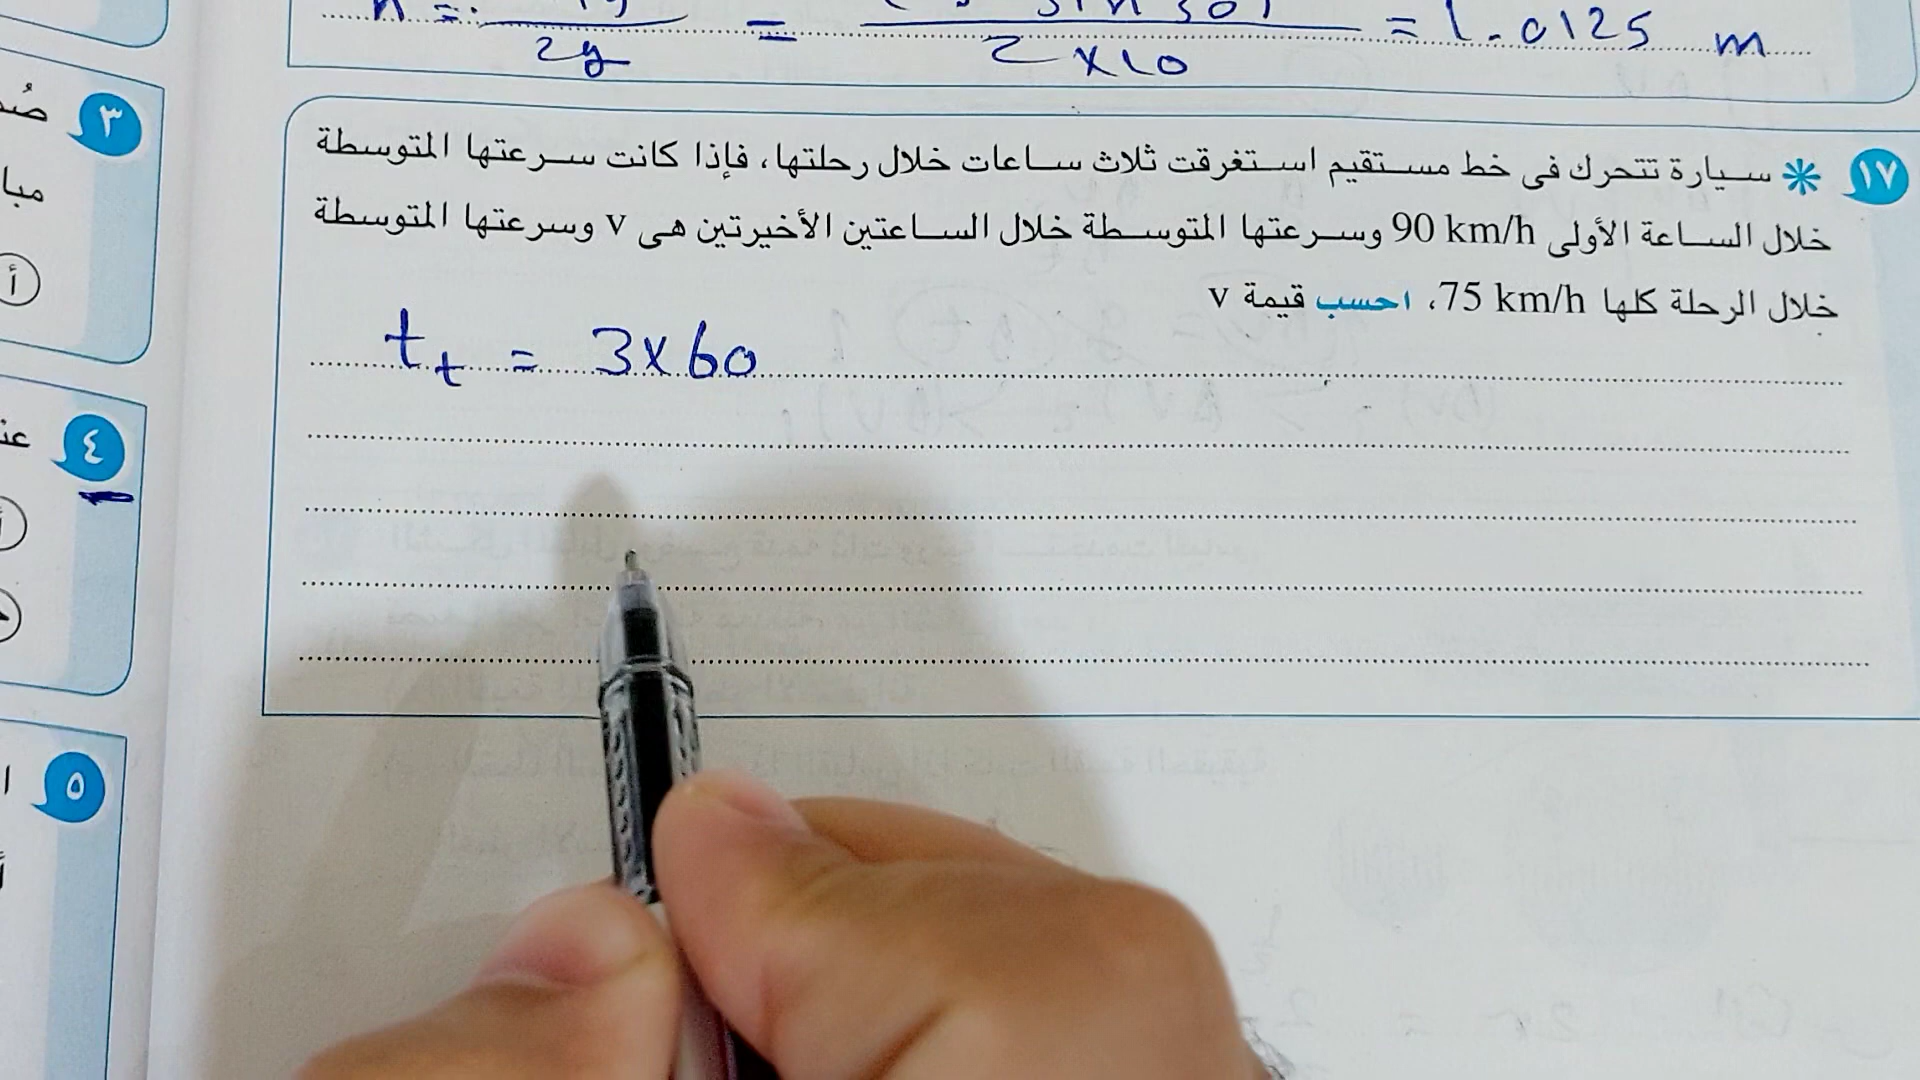 2g = 2×10 = 1.0125 m
١٧ * سيارة تتحرك فى خط مستقيم استغرقت ثلاث ساعات خلال رحلتها، فإذا كانت سرعتها المتوسطة
خلال الساعة الأولى 90 km/h وسرعتها المتوسطة خلال الساعتين الأخيرتين هى v وسرعتها المتوسطة
خلال الرحلة كلها 75 km/h، احسب قيمة v
t_t = 3×60
٣
مبا
أ
٤
عند
٥